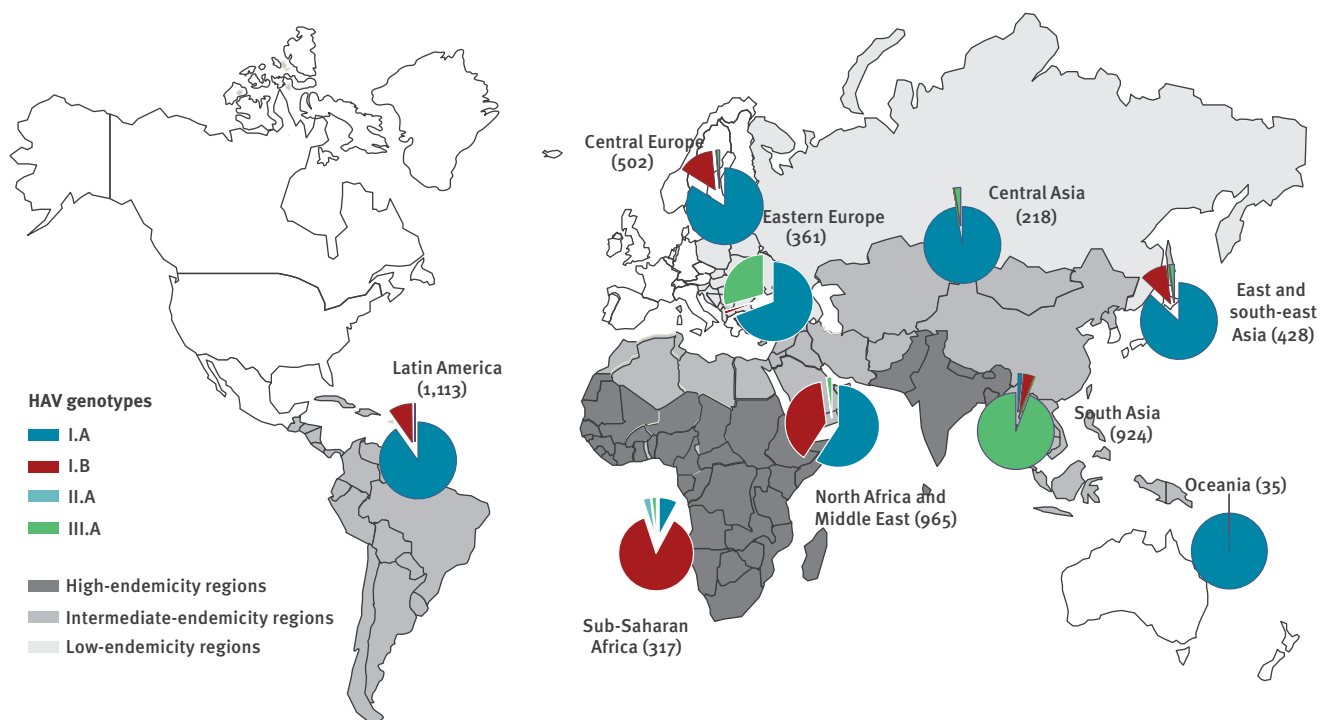 Central Europe
(502)
Eastern Europe
(361)
Central Asia
(218)
East and
south-east
Asia (428)
Latin America
(1,113)
HAV genotypes
I.A
I.B
II.A
III.A
South Asia
(924)
Oceania (35)
North Africa and
Middle East (965)
High-endemicity regions
Intermediate-endemicity regions
Low-endemicity regions
Sub-Saharan
Africa (317)